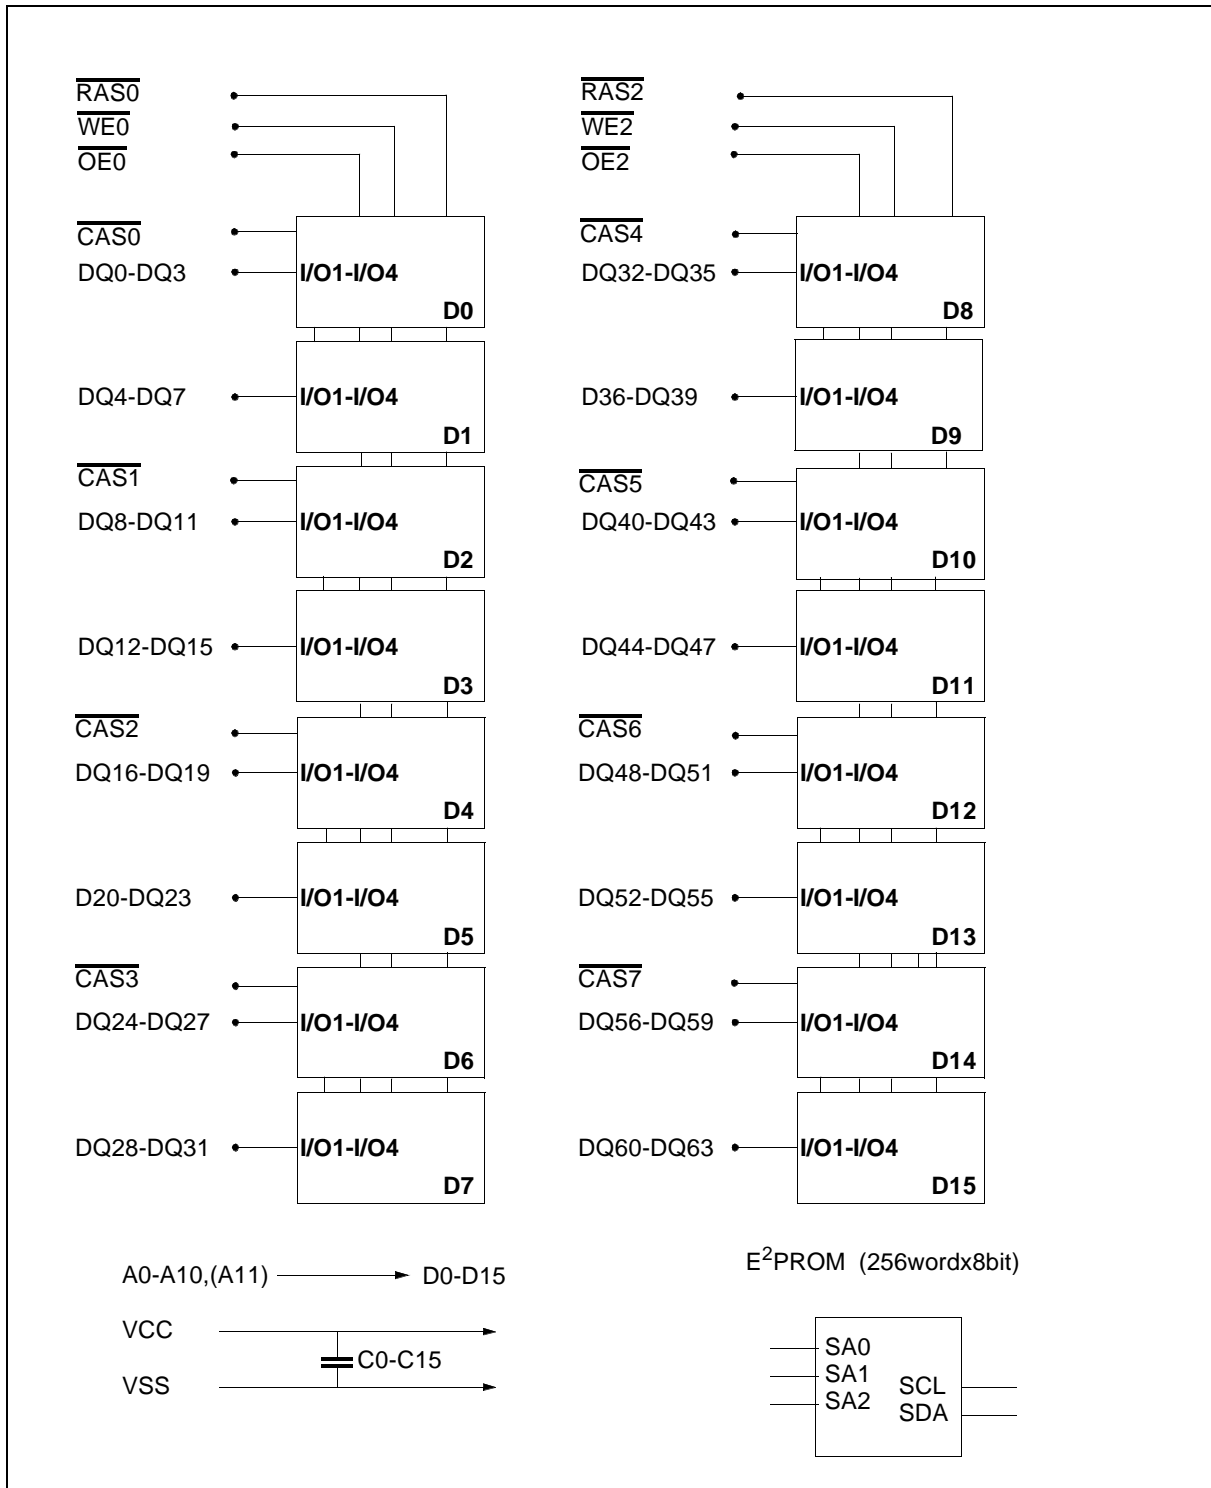 RAS0
WE0
OE0
CAS0
DQ0-DQ3
I/O1-I/O4
D0
DQ4-DQ7
I/O1-I/O4
D1
CAS1
DQ8-DQ11
I/O1-I/O4
D2
DQ12-DQ15
I/O1-I/O4
D3
CAS2
DQ16-DQ19
I/O1-I/O4
D4
D20-DQ23
I/O1-I/O4
D5
CAS3
DQ24-DQ27
I/O1-I/O4
D6
DQ28-DQ31
I/O1-I/O4
D7
RAS2
WE2
OE2
CAS4
DQ32-DQ35
I/O1-I/O4
D8
D36-DQ39
I/O1-I/O4
D9
CAS5
DQ40-DQ43
I/O1-I/O4
D10
DQ44-DQ47
I/O1-I/O4
D11
CAS6
DQ48-DQ51
I/O1-I/O4
D12
DQ52-DQ55
I/O1-I/O4
D13
CAS7
DQ56-DQ59
I/O1-I/O4
D14
DQ60-DQ63
I/O1-I/O4
D15
A0-A10,(A11) D0-D15
VCC
C0-C15
VSS
E²PROM (256wordx8bit)
SA0
SA1
SA2
SCL
SDA